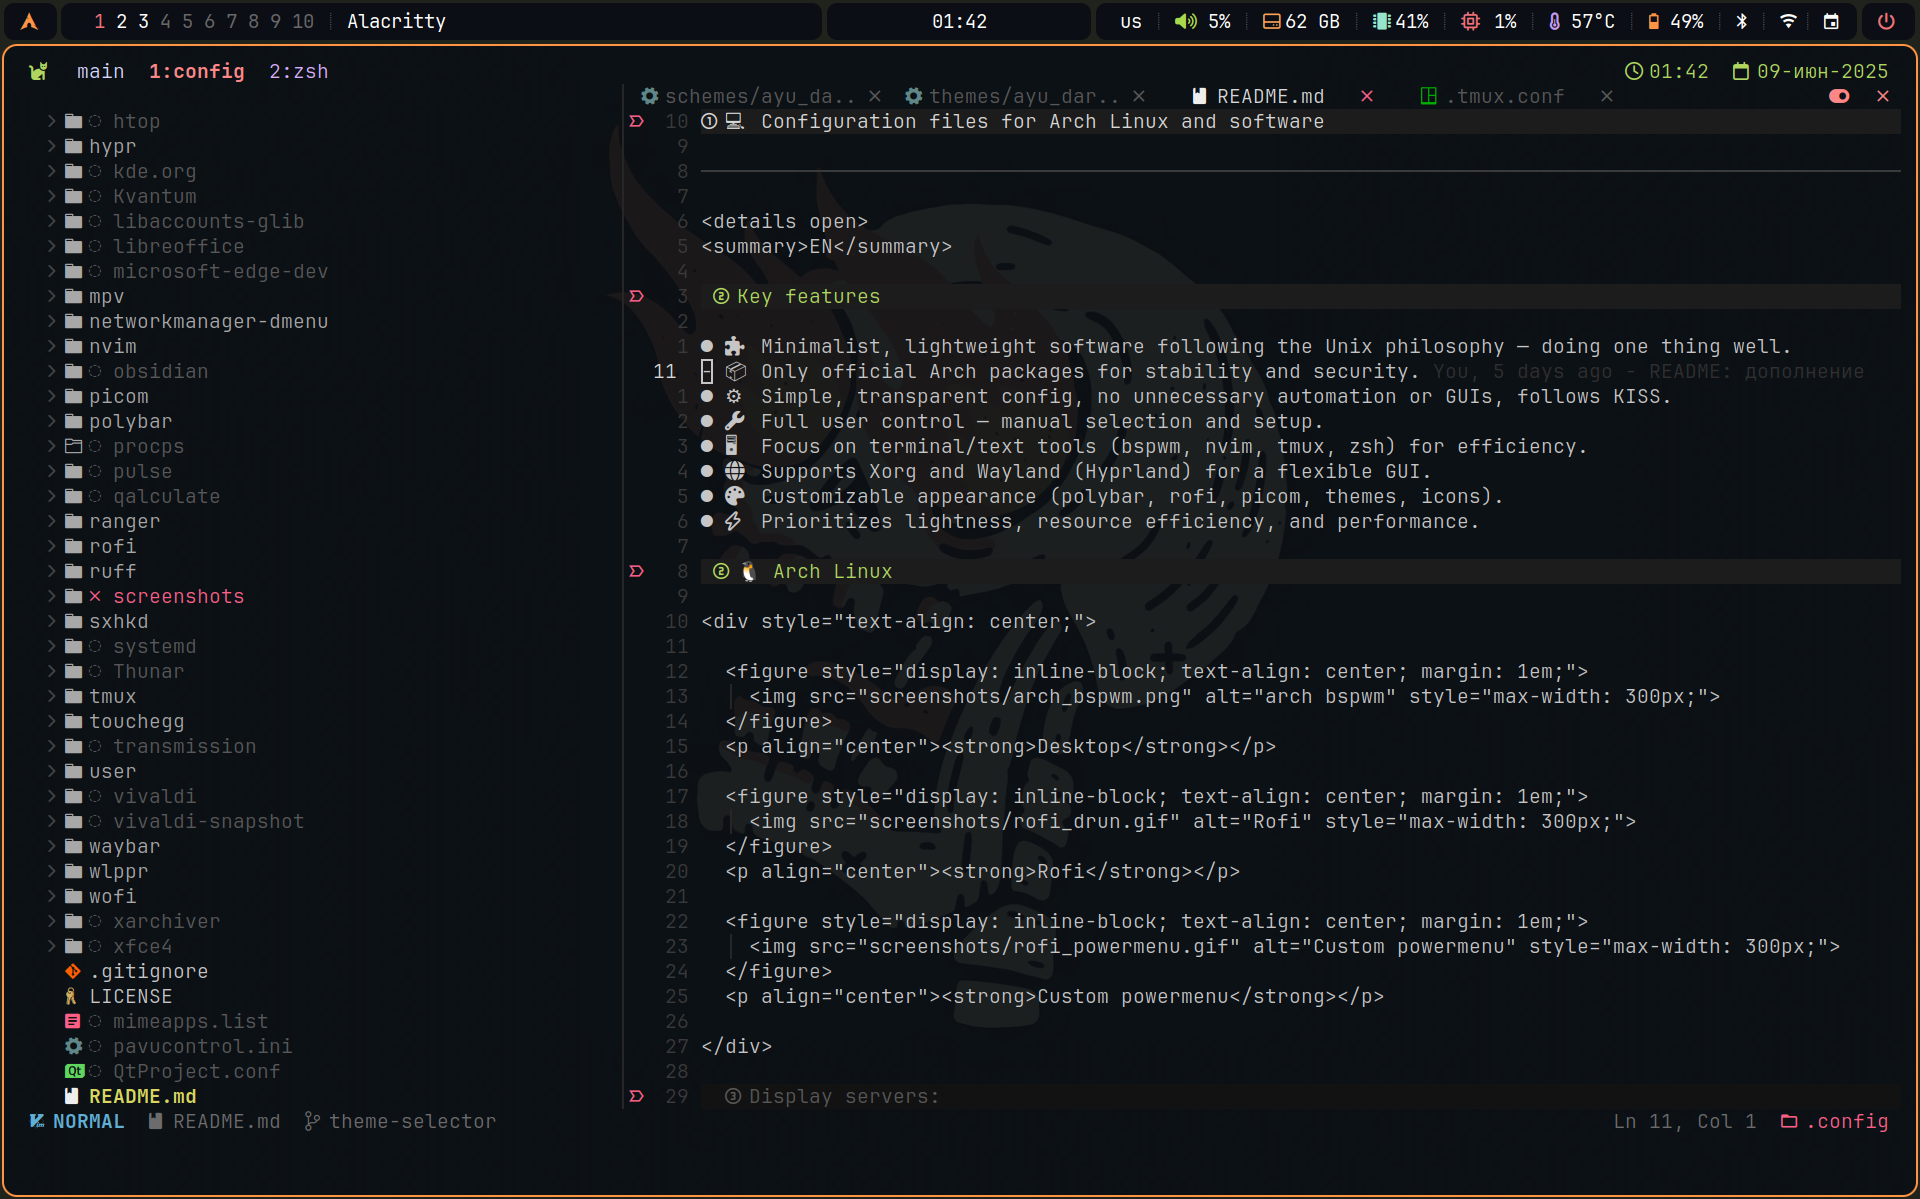 1 2 3 4 5 6 7 8 9 10 Alacritty 01:42 us 5% 62 GB 41% 1% 57°C 49%
main 1:config 2:zsh 01:42 09-июн-2025
schemes/ayu_da.. × themes/ayu_dar.. × README.md × .tmux.conf × ×
htop
hypr
kde.org
Kvantum
libaccounts-glib
libreoffice
microsoft-edge-dev
mpv
networkmanager-dmenu
nvim
obsidian
picom
polybar
procps
pulse
qalculate
ranger
rofi
ruff
× screenshots
sxhkd
systemd
Thunar
tmux
touchegg
transmission
user
vivaldi
vivaldi-snapshot
waybar
wlppr
wofi
xarchiver
xfce4
.gitignore
LICENSE
mimeapps.list
pavucontrol.ini
Qt QtProject.conf
README.md
10 ① Configuration files for Arch Linux and software
9
8
7
6 <details open>
5 <summary>EN</summary>
4
3 ② Key features
2
1 ● Minimalist, lightweight software following the Unix philosophy — doing one thing well.
11 - Only official Arch packages for stability and security. You, 5 days ago - README: дополнение
1 ● Simple, transparent config, no unnecessary automation or GUIs, follows KISS.
2 ● Full user control — manual selection and setup.
3 ● Focus on terminal/text tools (bspwm, nvim, tmux, zsh) for efficiency.
4 ● Supports Xorg and Wayland (Hyprland) for a flexible GUI.
5 ● Customizable appearance (polybar, rofi, picom, themes, icons).
6 ● Prioritizes lightness, resource efficiency, and performance.
7
8 ② Arch Linux
9
10 <div style="text-align: center;">
11
12 <figure style="display: inline-block; text-align: center; margin: 1em;">
13 <img src="screenshots/arch_bspwm.png" alt="arch bspwm" style="max-width: 300px;">
14 </figure>
15 <p align="center"><strong>Desktop</strong></p>
16
17 <figure style="display: inline-block; text-align: center; margin: 1em;">
18 <img src="screenshots/rofi_drun.gif" alt="Rofi" style="max-width: 300px;">
19 </figure>
20 <p align="center"><strong>Rofi</strong></p>
21
22 <figure style="display: inline-block; text-align: center; margin: 1em;">
23 <img src="screenshots/rofi_powermenu.gif" alt="Custom powermenu" style="max-width: 300px;">
24 </figure>
25 <p align="center"><strong>Custom powermenu</strong></p>
26
27 </div>
28
29 ③ Display servers:
NORMAL README.md theme-selector Ln 11, Col 1 .config